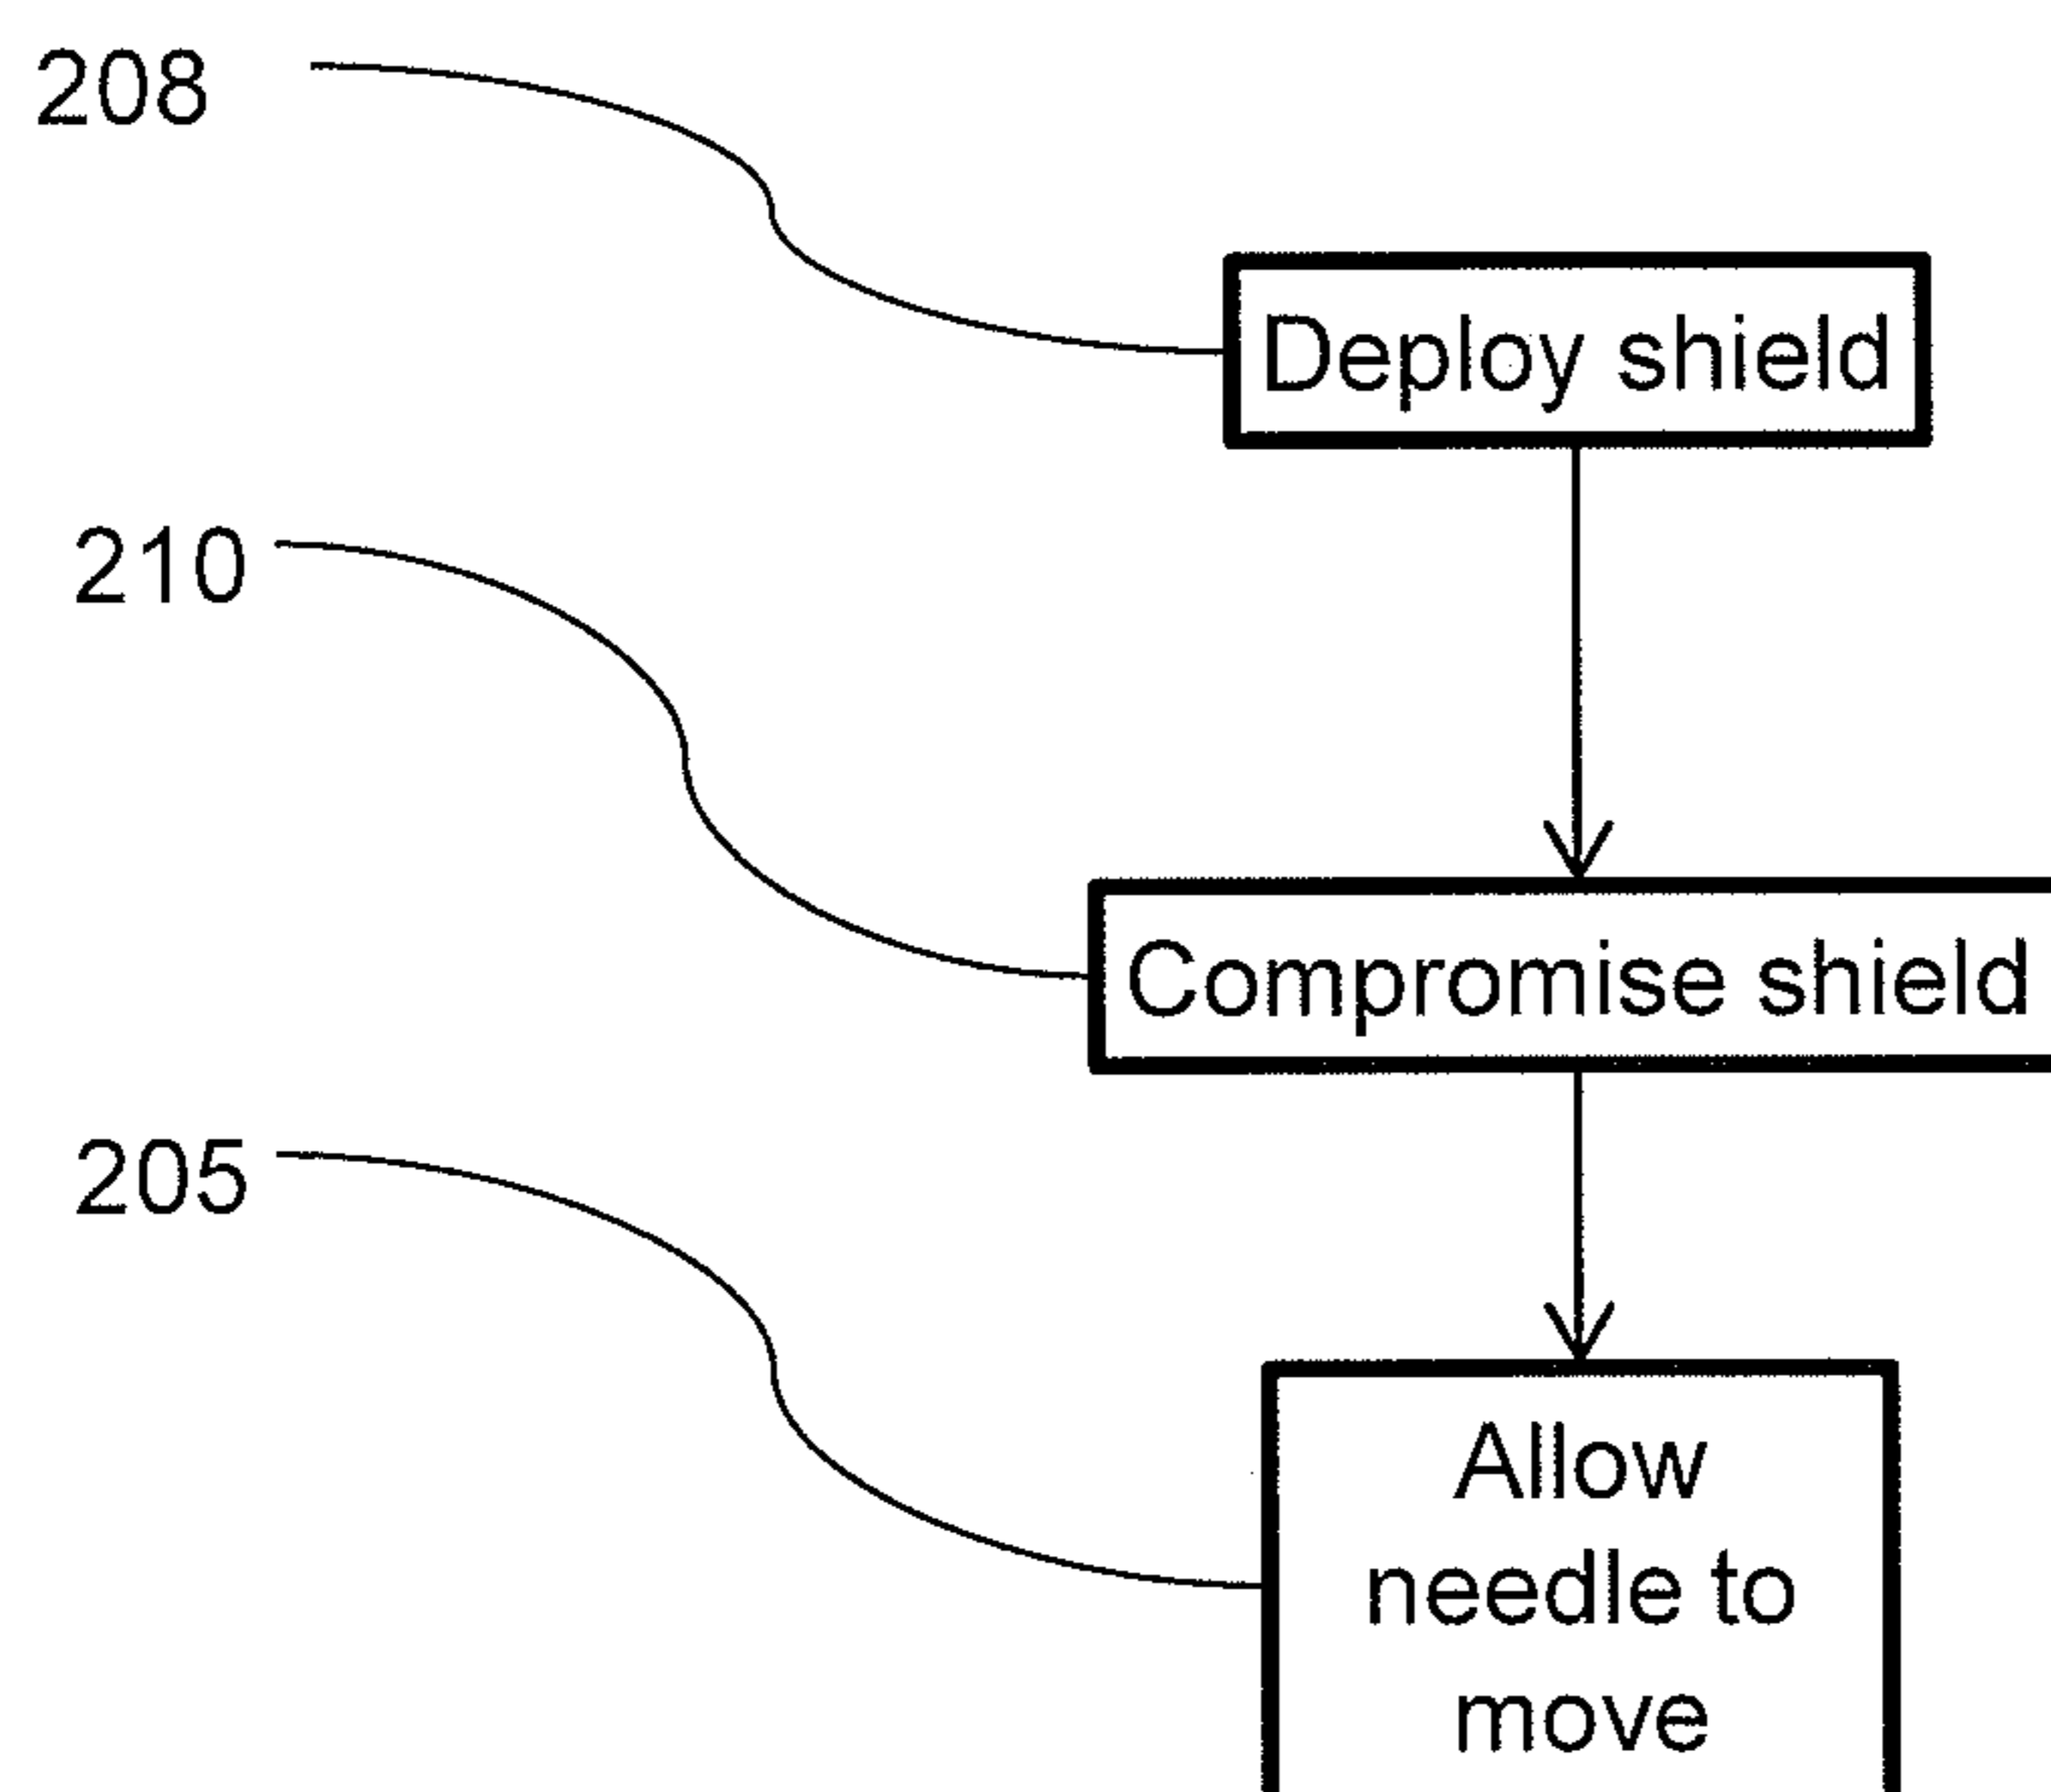 208
Deploy shield
210
Compromise shield
205
Allow
needle to
move